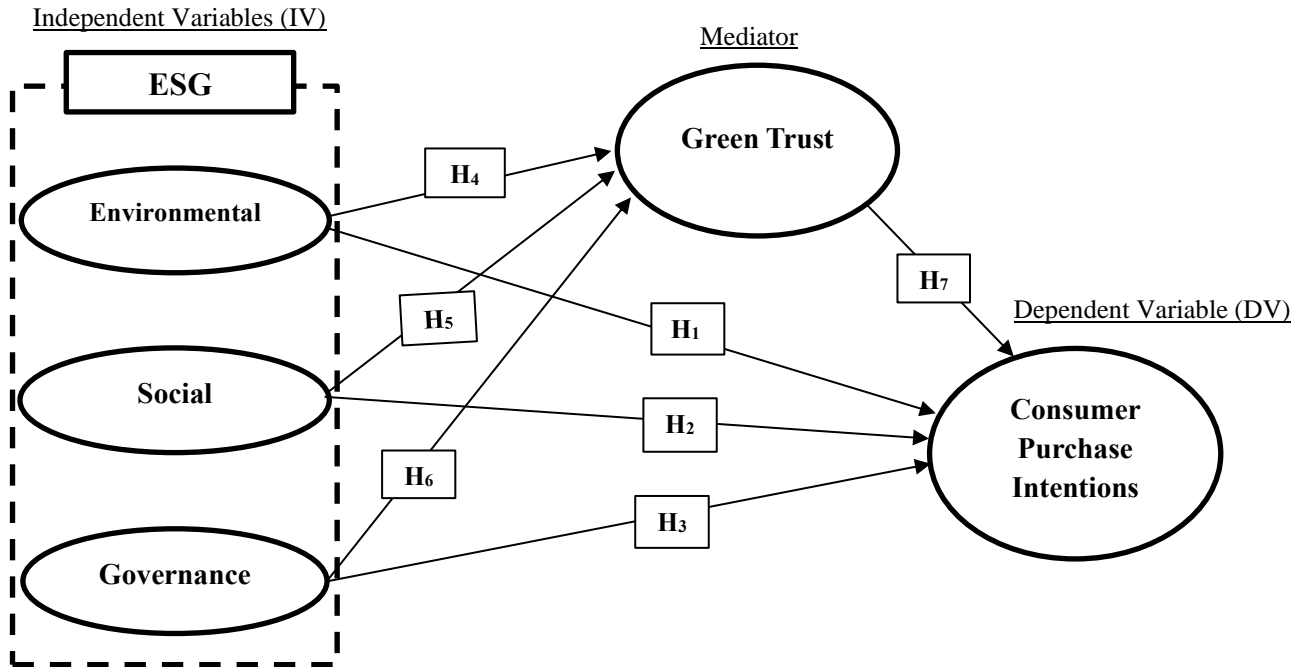 Independent Variables (IV)
Mediator
ESG
Green Trust
H4
Environmental
H7
H5
H1
Dependent Variable (DV)
Social
H2
Consumer
Purchase
Intentions
H6
H3
Governance